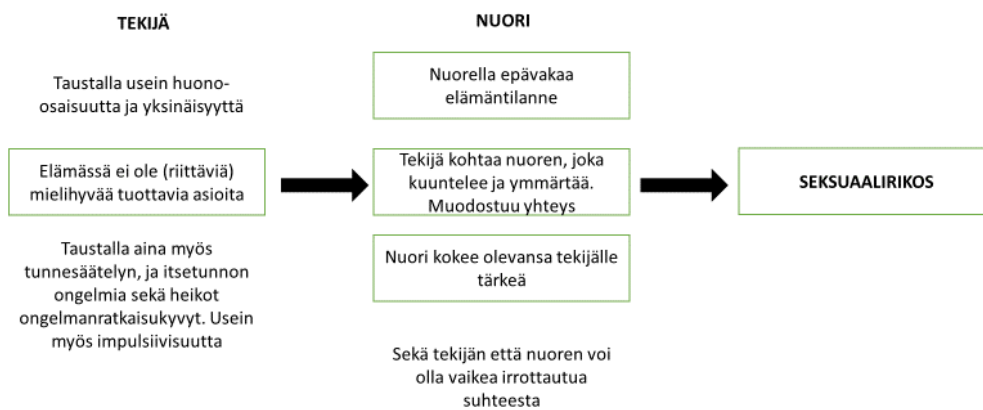 TEKIJÄ
Taustalla usein huono-
osaisuutta ja yksinäisyyttä
Elämässä ei ole (riittäviä)
mielihyvää tuottavia asioita
Taustalla aina myös
tunnesäätelyn, ja itsetunnon
ongelmia sekä heikot
ongelmanratkaisukyvyt. Usein
myös impulsiivisuutta
NUORI
Nuorella epävakaa
elämäntilanne
Tekijä kohtaa nuoren, joka
kuuntelee ja ymmärtää.
Muodostuu yhteys
Nuori kokee olevansa tekijälle
tärkeä
Sekä tekijän että nuoren voi
olla vaikea irrottautua
suhteesta
SEKSUAALIRIKOS